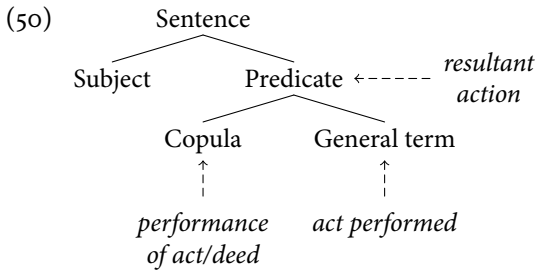 (50) Sentence
Subject Predicate resultant
action
Copula General term
performance act performed
of act/deed